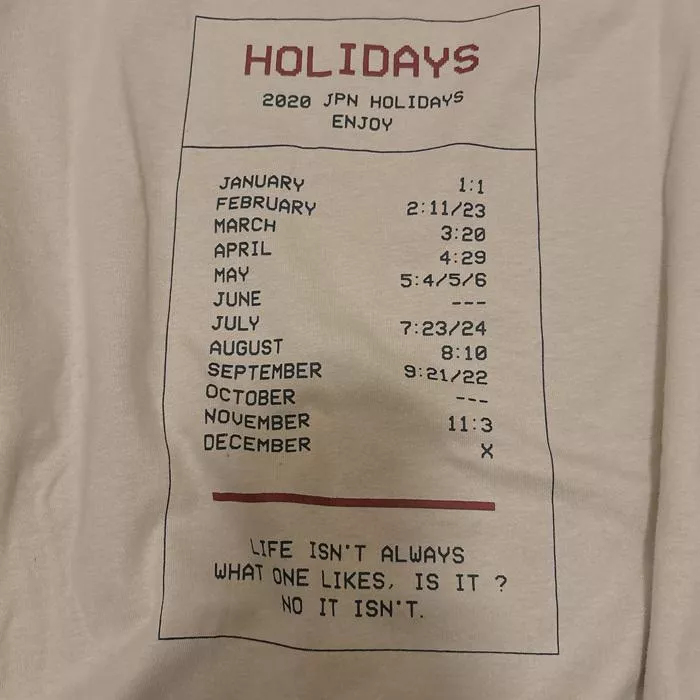 HOLIDAYS
2020 JPN HOLIDAYS
ENJOY
JANUARY 1:1
FEBRUARY 2:11/23
MARCH 3:20
APRIL 4:29
MAY 5:4/5/6
JUNE ---
JULY 7:23/24
AUGUST 8:10
SEPTEMBER 9:21/22
OCTOBER ---
NOVEMBER 11:3
DECEMBER X
LIFE ISN'T ALWAYS
WHAT ONE LIKES, IS IT ?
NO IT ISN'T.